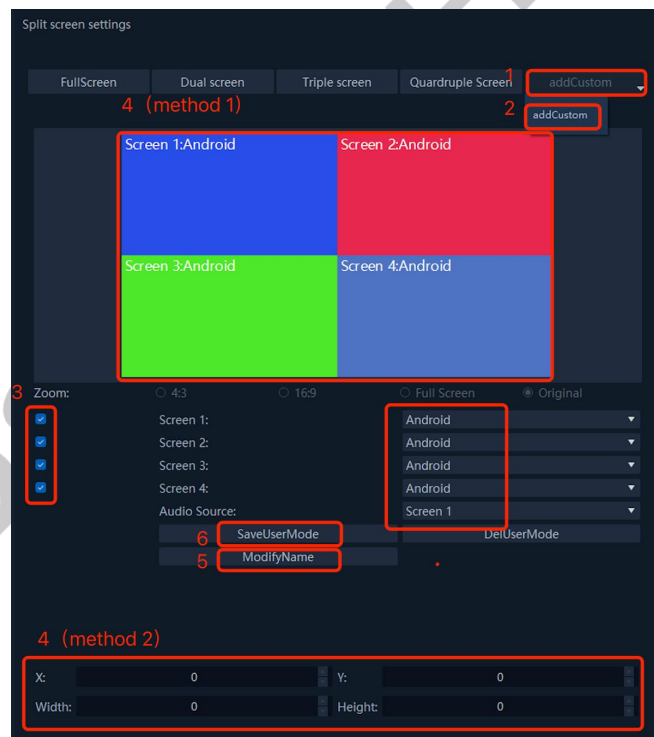 Split screen settings
FullScreen Dual screen Triple screen Quadruple Screen 1 addCustom
4 (method 1) 2 addCustom
Screen 1:Android Screen 2:Android
Screen 3:Android Screen 4:Android
3 Zoom: 4:3 16:9 Full Screen Original
Screen 1: Android
Screen 2: Android
Screen 3: Android
Screen 4: Android
Audio Source: Screen 1
6 SaveUserMode DelUserMode
5 ModifyName
4 (method 2)
X: 0 Y: 0
Width: 0 Height: 0